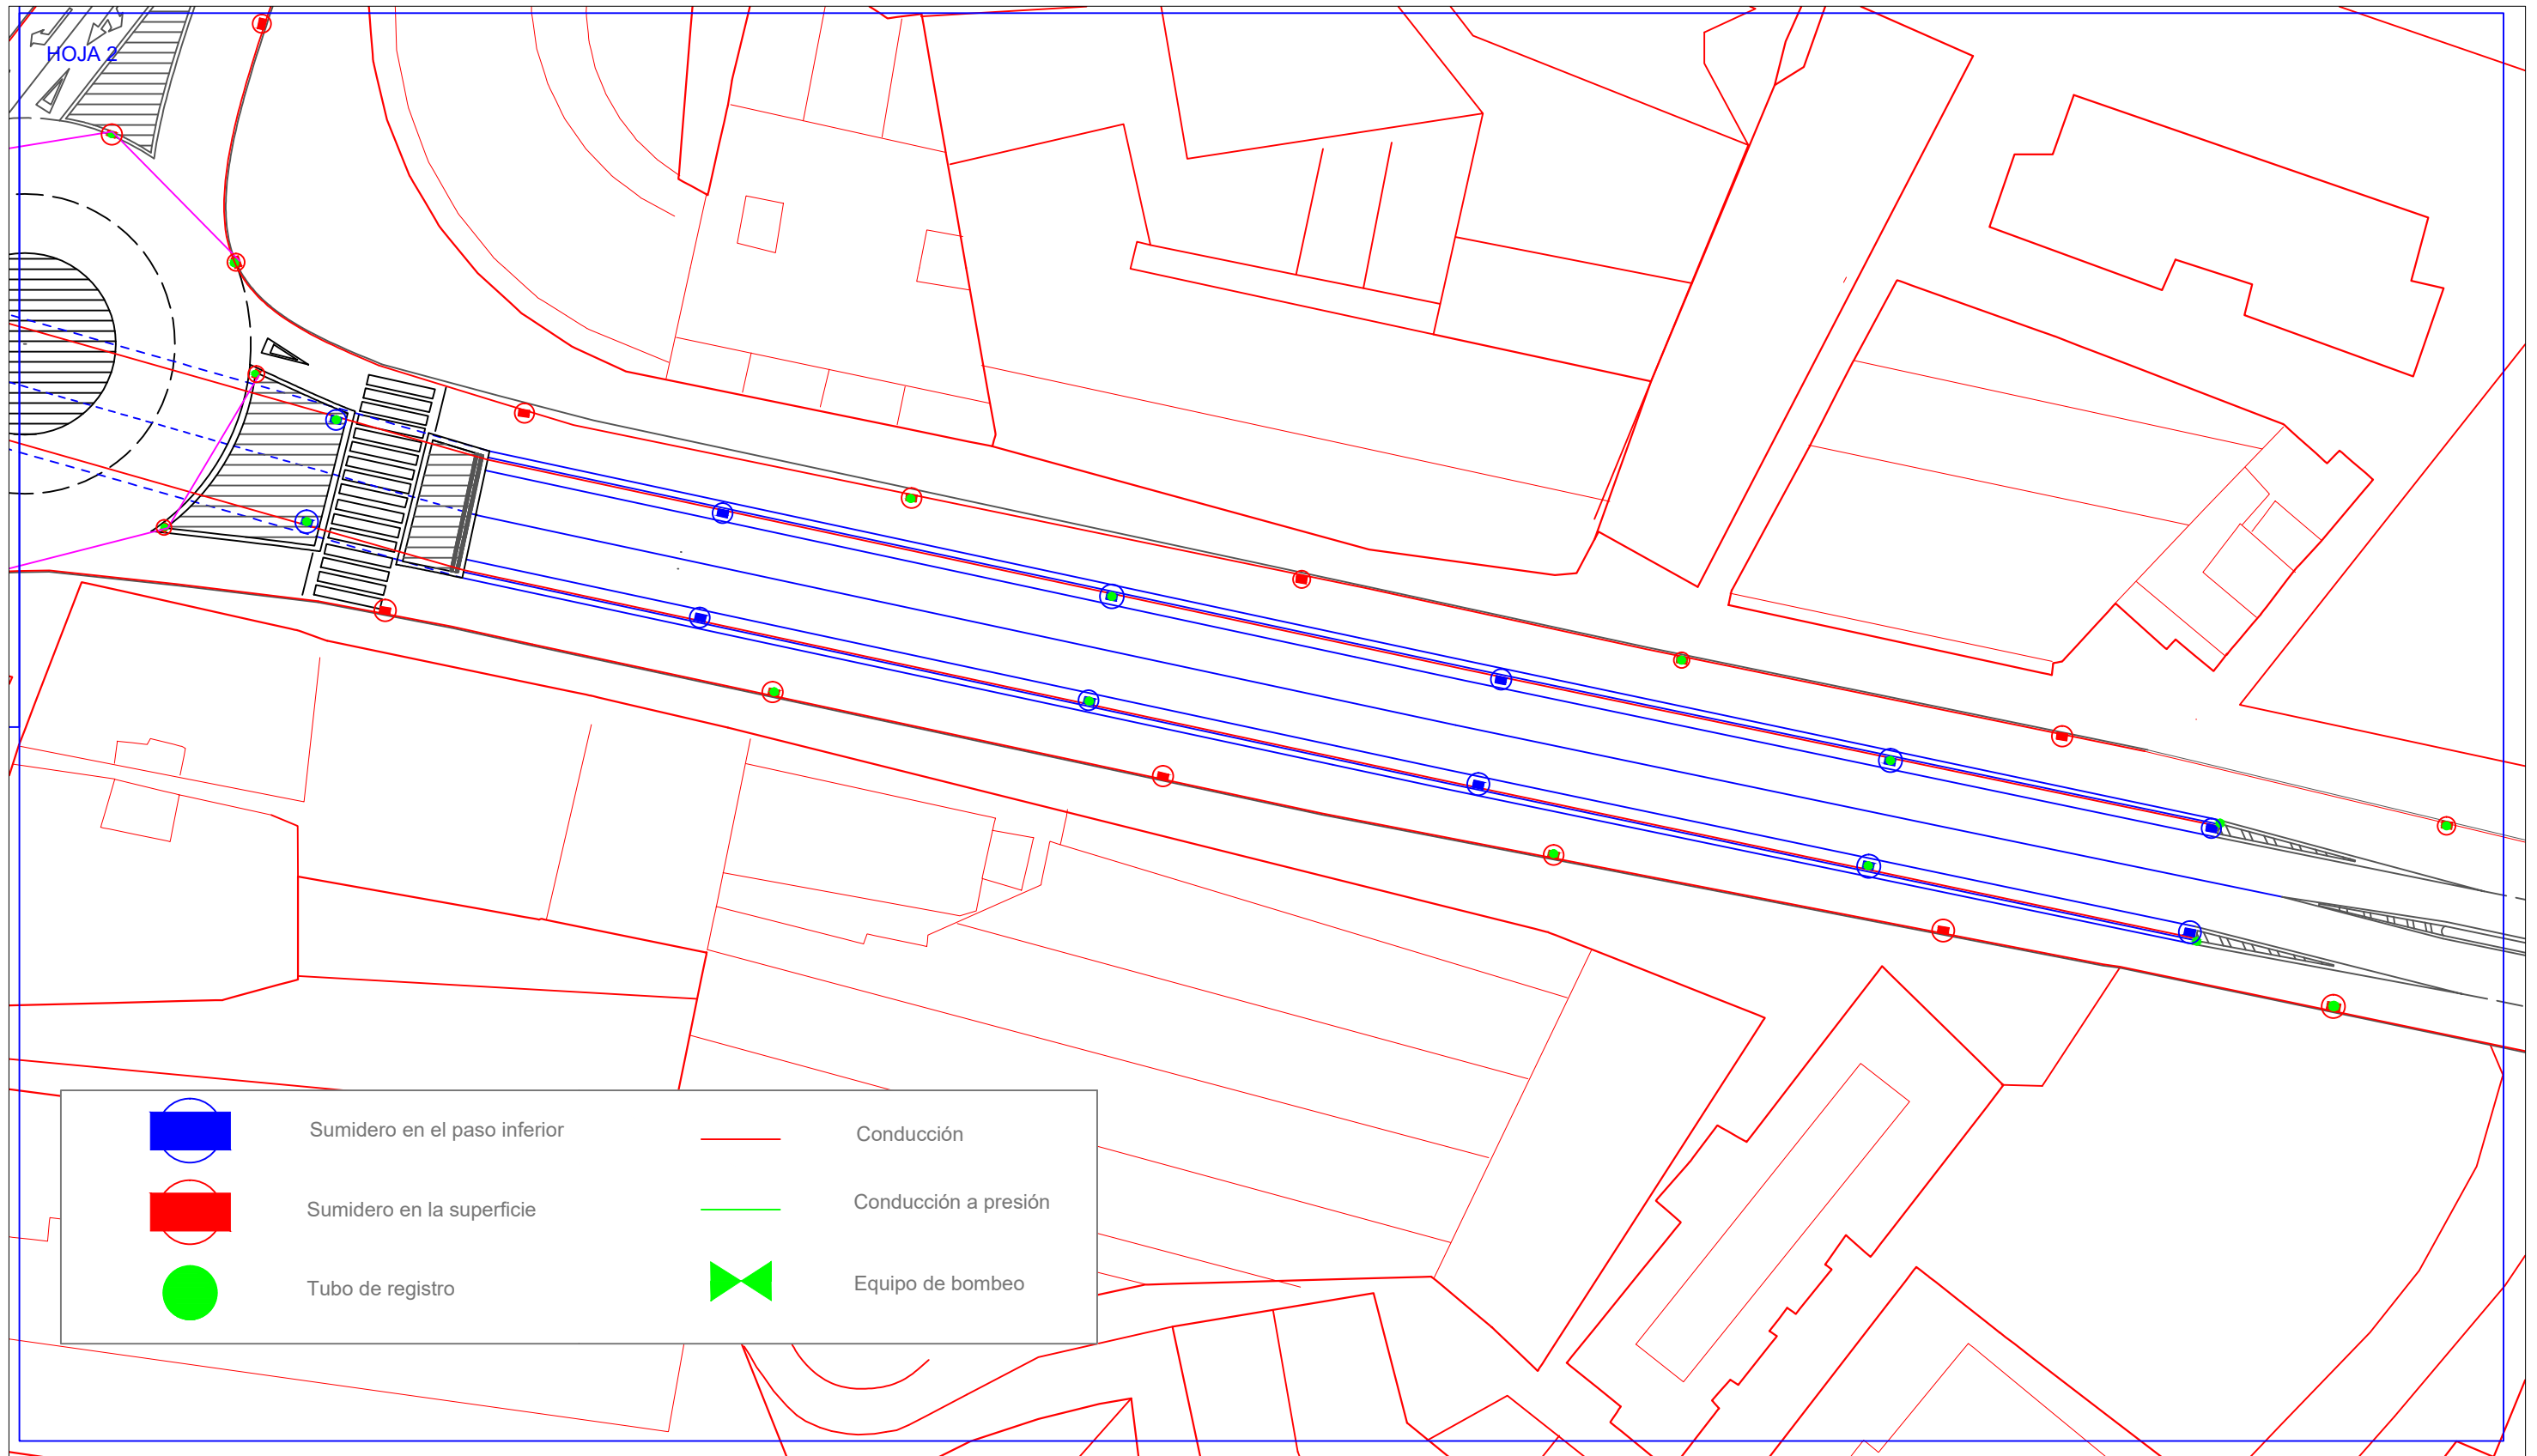 HOJA 2
Sumidero en el paso inferior
Sumidero en la superficie
Tubo de registro
Conducción
Conducción a presión
Equipo de bombeo